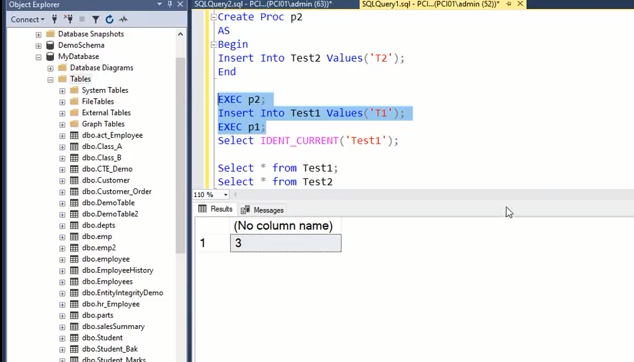 Object Explorer
Connect
Database Snapshots
DemoSchema
MyDatabase
Database Diagrams
Tables
System Tables
FileTables
External Tables
Graph Tables
dbo.act_Employee
dbo.Class_A
dbo.Class_B
dbo.CTE_Demo
dbo.Customer
dbo.Customer_Order
dbo.DemoTable
dbo.DemoTable2
dbo.depts
dbo.emp
dbo.emp2
dbo.employee
dbo.EmployeeHistory
dbo.Employees
dbo.EntityIntegrityDemo
dbo.hr_Employee
dbo.parts
dbo.salesSummary
dbo.Student
dbo.Student_Bak
dbo.Student_Marks
SQLQuery2.sql - PCI...(PCI01\admin (63))*
SQLQuery1.sql - PCI...(PCI01\admin (52))*
Create Proc p2
AS
Begin
Insert Into Test2 Values('T2');
End
EXEC p2;
Insert Into Test1 Values('T1');
EXEC p1;
Select IDENT_CURRENT('Test1');
Select * from Test1;
Select * from Test2
110 %
Results
Messages
(No column name)
1 3